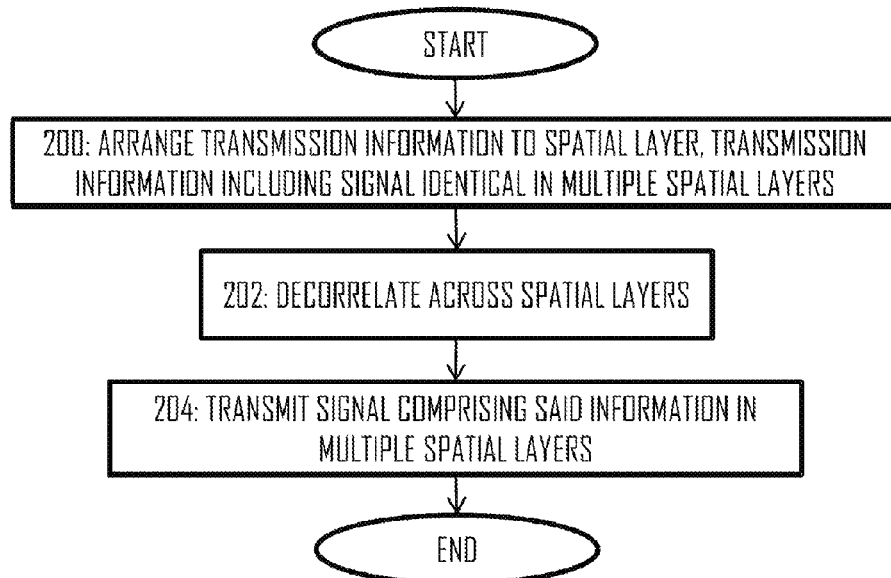 START
200: ARRANGE TRANSMISSION INFORMATION TO SPATIAL LAYER, TRANSMISSION
INFORMATION INCLUDING SIGNAL IDENTICAL IN MULTIPLE SPATIAL LAYERS
202: DECORRELATE ACROSS SPATIAL LAYERS
204: TRANSMIT SIGNAL COMPRISING SAID INFORMATION IN
MULTIPLE SPATIAL LAYERS
END